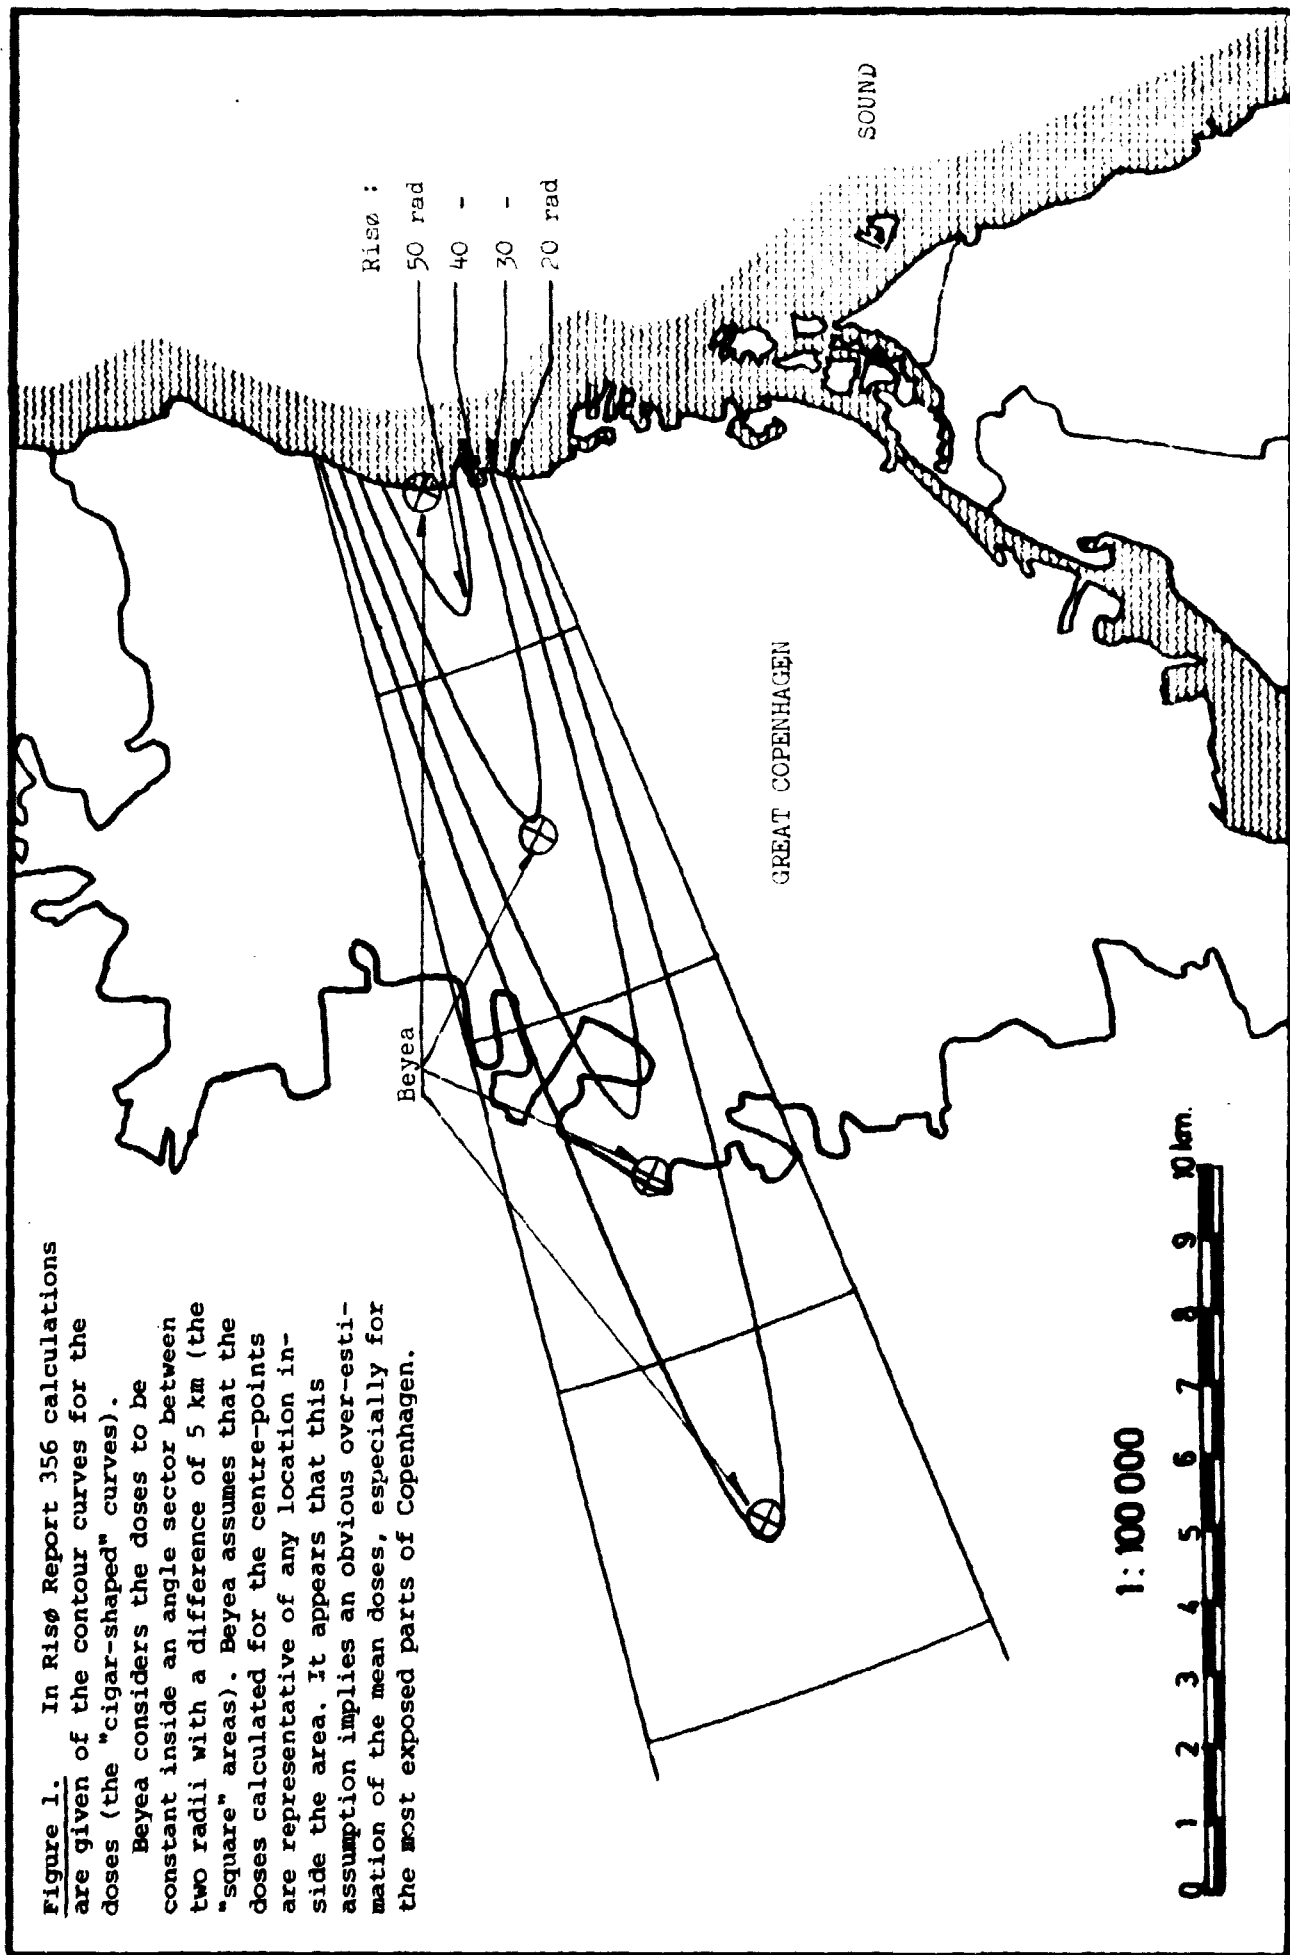 Figure 1. In Risø Report 356 calculations
are given of the contour curves for the
doses (the "cigar-shaped" curves).
Beyea considers the doses to be
constant inside an angle sector between
two radii with a difference of 5 km (the
"square" areas). Beyea assumes that the
doses calculated for the centre-points
are representative of any location in-
side the area. It appears that this
assumption implies an obvious over-esti-
mation of the mean doses, especially for
the most exposed parts of Copenhagen.
Beyea
Risø :
50 rad
40 -
30 -
20 rad
SOUND
GREAT COPENHAGEN
1:100 000
0 1 2 3 4 5 6 7 8 9 10 km.